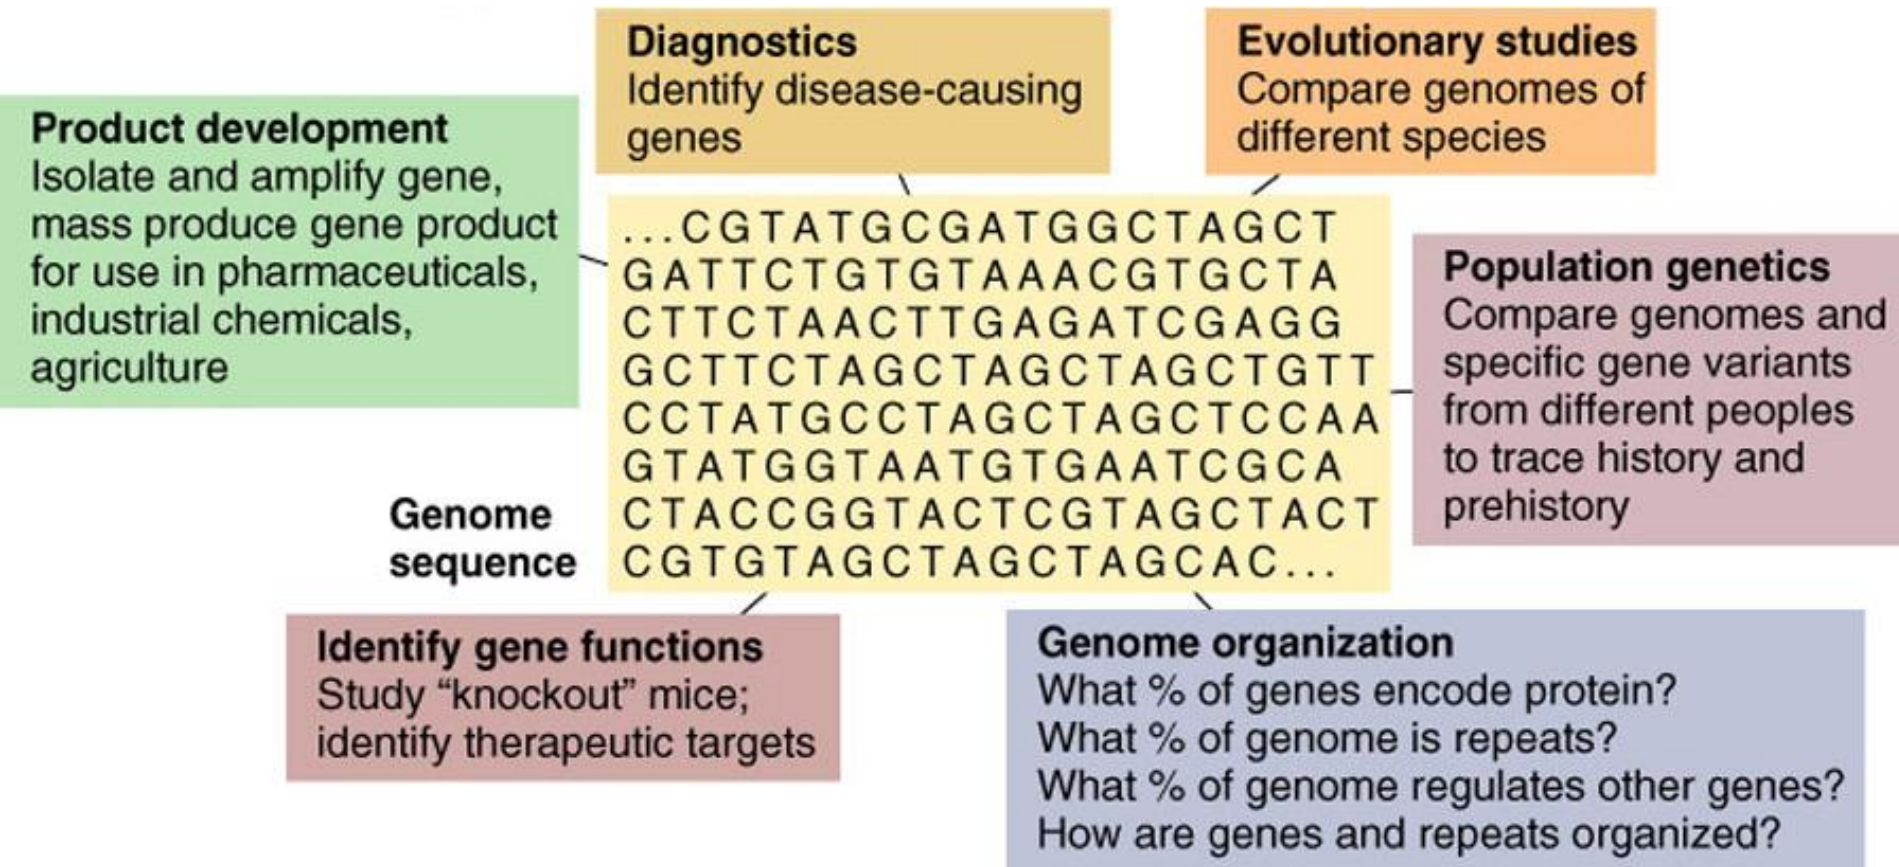 Diagnostics
Identify disease-causing
genes
Evolutionary studies
Compare genomes of
different species
Product development
Isolate and amplify gene,
mass produce gene product
for use in pharmaceuticals,
industrial chemicals,
agriculture
...CGTATGCGATGGCTAGCT
GATTCTGTGTAAACGTGCTA
CTTCTAACTTGAGATCGAGG
GCTTCTAGCTAGCTAGCTGTT
CCTATGCCTAGCTAGCTCCAA
GTATGGTAATGTGAATCGCA
CTACCGGTACTCGTAGCTACT
CGTGTAGCTAGCTAGCAC...
Population genetics
Compare genomes and
specific gene variants
from different peoples
to trace history and
prehistory
Genome
sequence
Identify gene functions
Study “knockout” mice;
identify therapeutic targets
Genome organization
What % of genes encode protein?
What % of genome is repeats?
What % of genome regulates other genes?
How are genes and repeats organized?